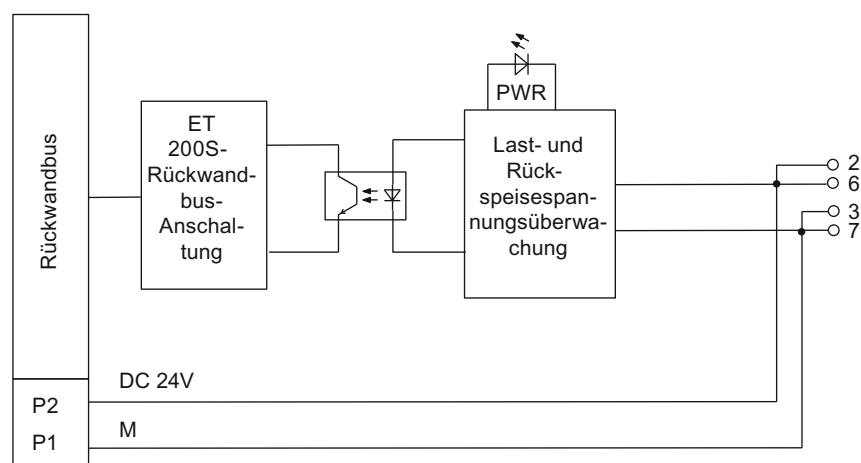 Rückwandbus
ET
200S-
Rückwand-
bus-
Anschal-
tung
PWR
Last- und
Rück-
speisespan-
nungsüberwa-
chung
2
6
3
7
DC 24V
P2
M
P1